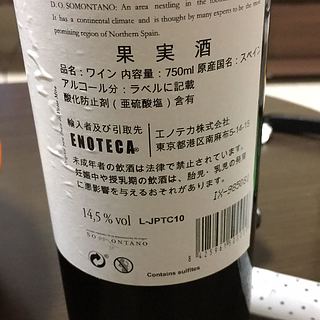 D.O. SOMONTANO: An area nestling in the
It has a continental climate and is thought by many experts to be the most
promising region of Northern Spain.
果実酒
品名：ワイン 内容量：750ml 原産国名：スペイン
アルコール分：ラベルに記載
酸化防止剤（亜硫酸塩）含有
輸入者及び引取先
ENOTECA®
エノテカ株式会社
東京都港区南麻布5-14-15
未成年者の飲酒は法律で禁止されています。
妊娠中や授乳期の飲酒は、胎児・乳児の発育
に悪影響を与えるおそれがあります。
14,5 % vol
L-JPTC10
SOMONTANO
Contains sulfites